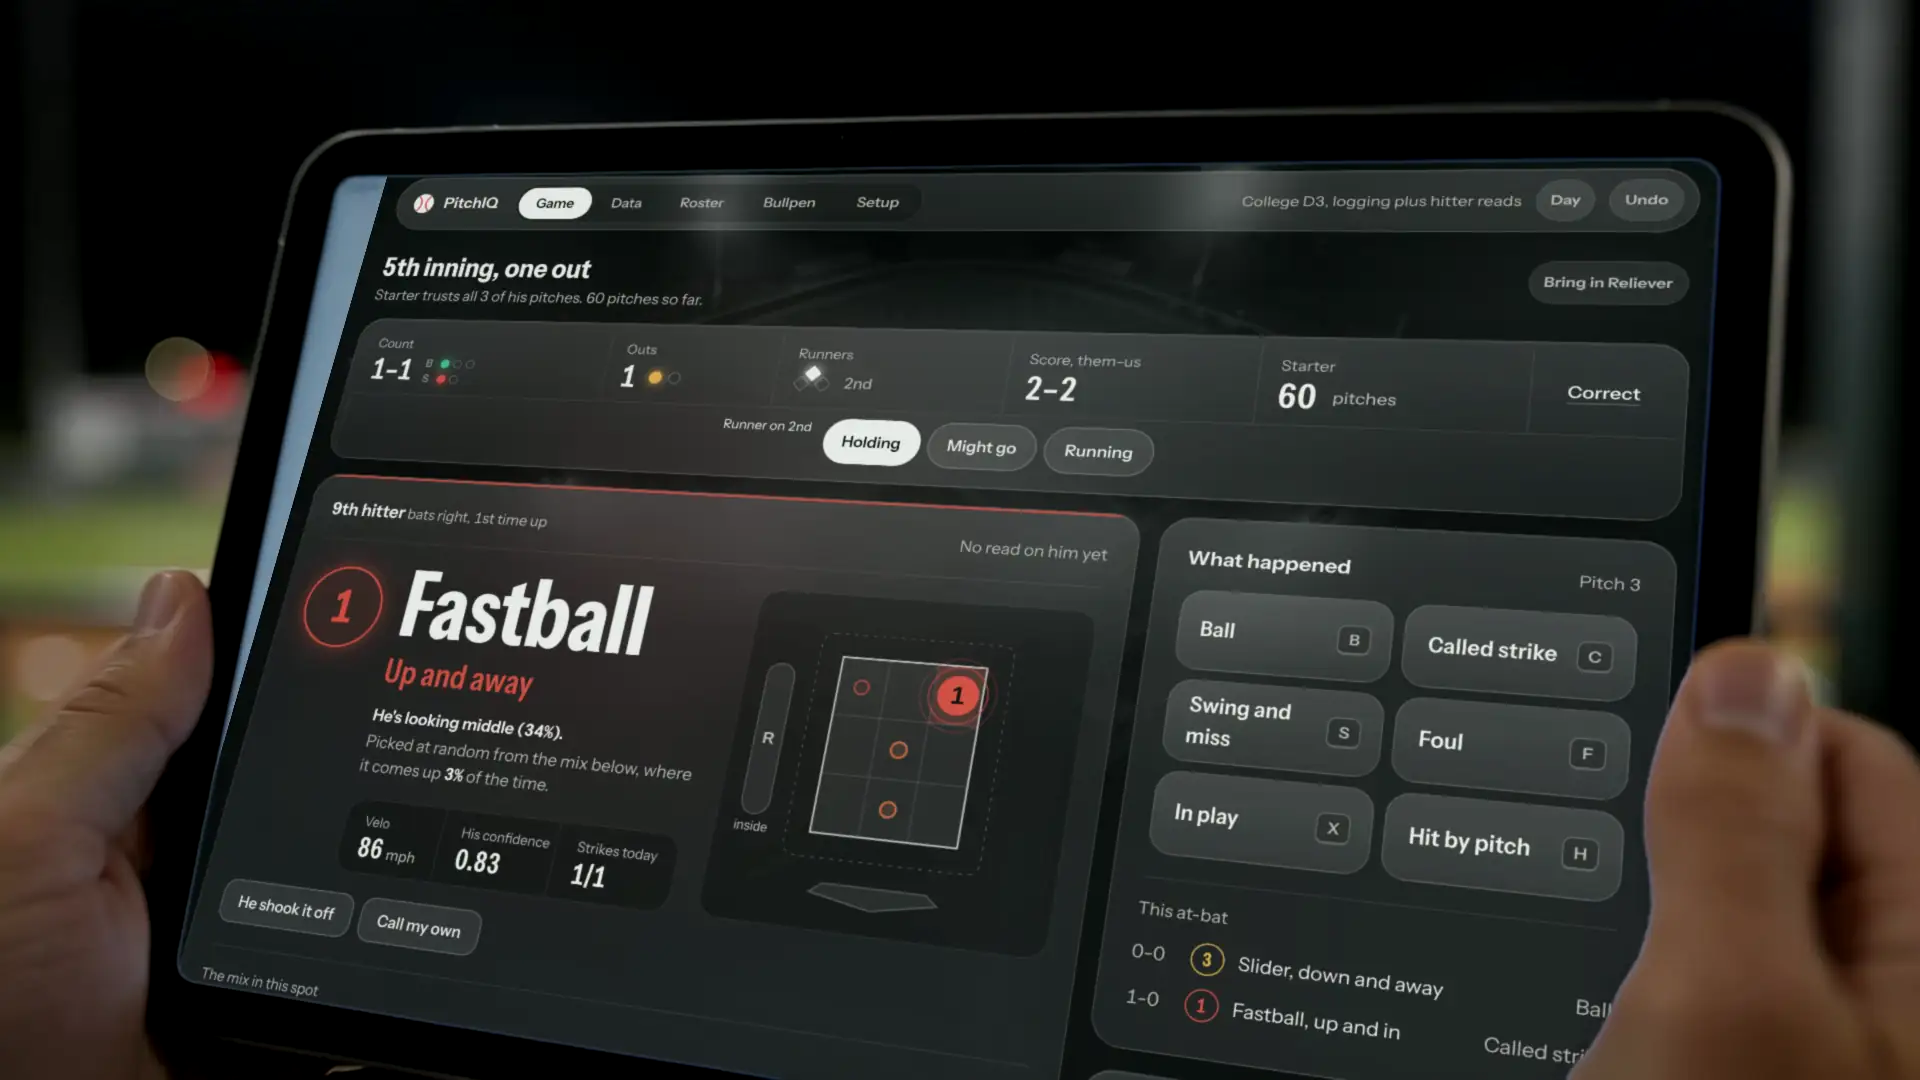 PitchIQ
Game
Data
Roster
Bullpen
Setup
College D3, logging plus hitter reads
Day
Undo
5th inning, one out
Starter trusts all 3 of his pitches. 60 pitches so far.
Bring in Reliever
Count
1–1
B
S
Outs
1
Runners
2nd
Score, them–us
2–2
Starter
60 pitches
Correct
Runner on 2nd
Holding
Might go
Running
9th hitter bats right, 1st time up
No read on him yet
1
Fastball
Up and away
He's looking middle (34%).
Picked at random from the mix below, where
it comes up 3% of the time.
Velo
86 mph
His confidence
0.83
Strikes today
1/1
He shook it off
Call my own
R
inside
1
The mix in this spot
What happened
Pitch 3
Ball
B
Called strike
C
Swing and
miss
S
Foul
F
In play
X
Hit by pitch
H
This at-bat
0–0
3
Slider, down and away
Ball
1–0
1
Fastball, up and in
Called stri